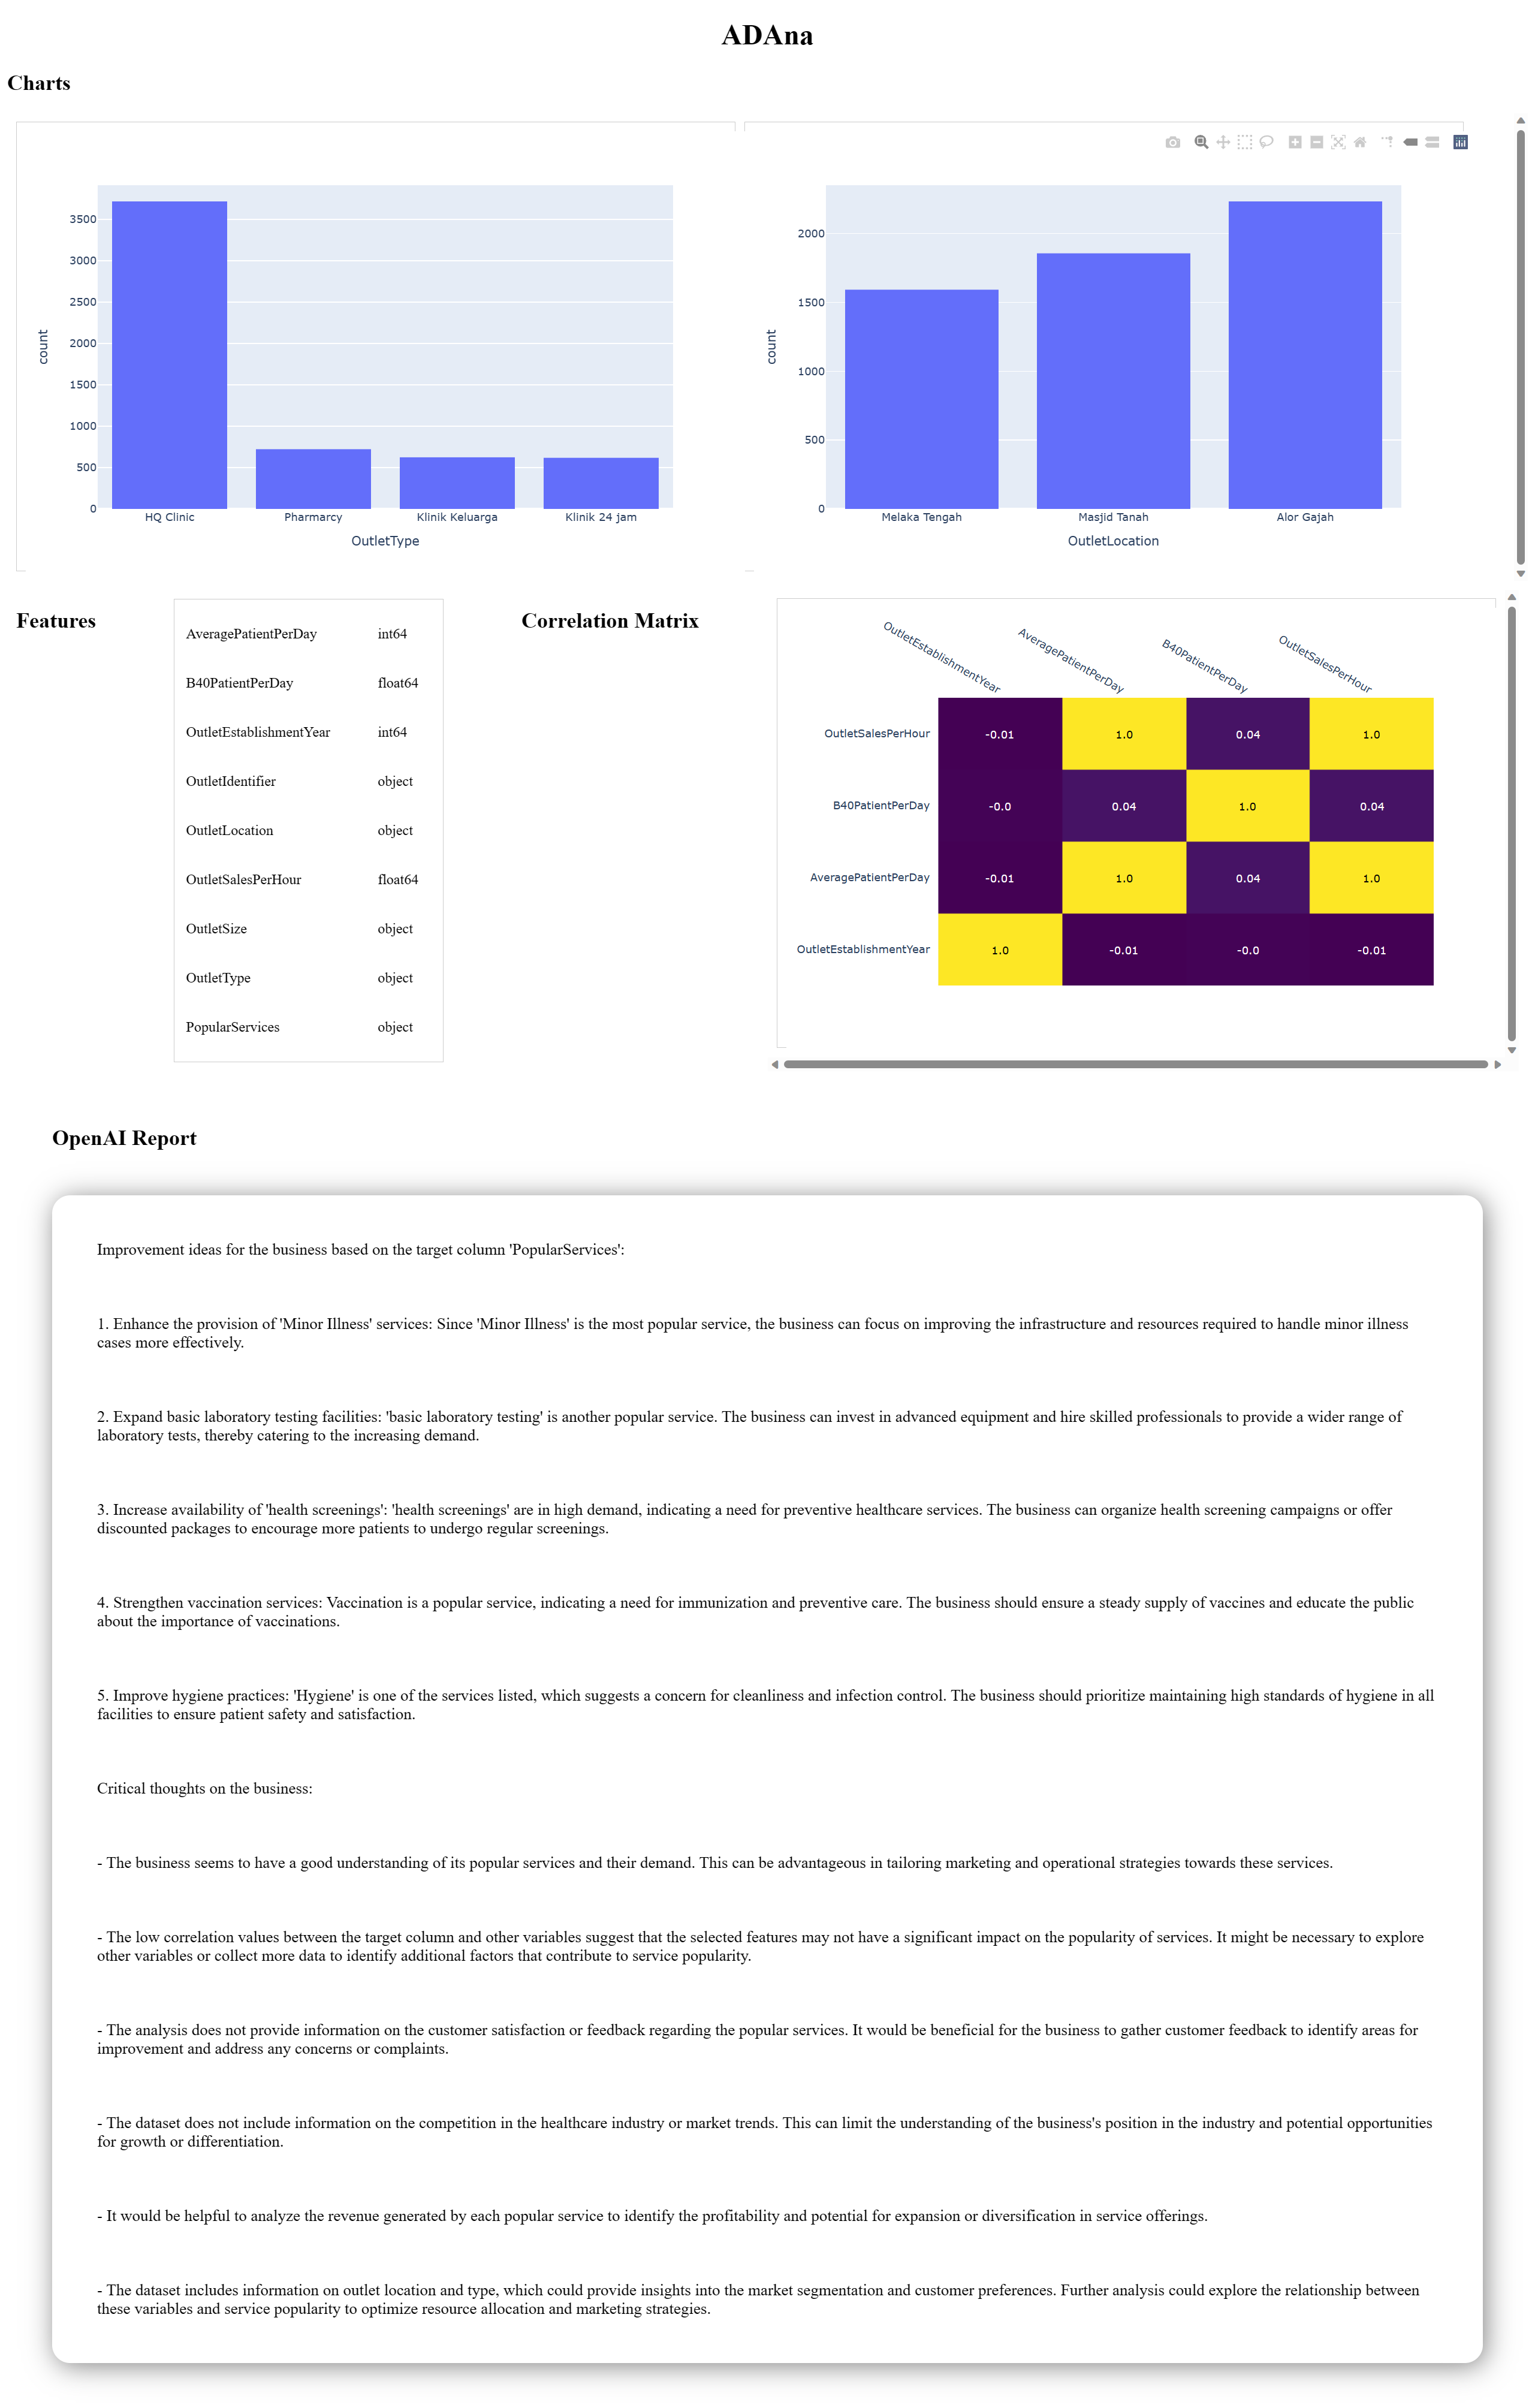 ADAna
Charts
3500
3000
2500
2000
1500
1000
500
0
count
HQ Clinic
Pharmarcy
Klinik Keluarga
Klinik 24 jam
OutletType
2000
1500
1000
500
0
count
Melaka Tengah
Masjid Tanah
Alor Gajah
OutletLocation
Features
AveragePatientPerDay int64
B40PatientPerDay float64
OutletEstablishmentYear int64
OutletIdentifier object
OutletLocation object
OutletSalesPerHour float64
OutletSize object
OutletType object
PopularServices object
Correlation Matrix
OutletEstablishmentYear
AveragePatientPerDay
B40PatientPerDay
OutletSalesPerHour
OutletSalesPerHour -0.01 1.0 0.04 1.0
B40PatientPerDay -0.0 0.04 1.0 0.04
AveragePatientPerDay -0.01 1.0 0.04 1.0
OutletEstablishmentYear 1.0 -0.01 -0.0 -0.01
OpenAI Report
Improvement ideas for the business based on the target column 'PopularServices':
1. Enhance the provision of 'Minor Illness' services: Since 'Minor Illness' is the most popular service, the business can focus on improving the infrastructure and resources required to handle minor illness
cases more effectively.
2. Expand basic laboratory testing facilities: 'basic laboratory testing' is another popular service. The business can invest in advanced equipment and hire skilled professionals to provide a wider range of
laboratory tests, thereby catering to the increasing demand.
3. Increase availability of 'health screenings': 'health screenings' are in high demand, indicating a need for preventive healthcare services. The business can organize health screening campaigns or offer
discounted packages to encourage more patients to undergo regular screenings.
4. Strengthen vaccination services: Vaccination is a popular service, indicating a need for immunization and preventive care. The business should ensure a steady supply of vaccines and educate the public
about the importance of vaccinations.
5. Improve hygiene practices: 'Hygiene' is one of the services listed, which suggests a concern for cleanliness and infection control. The business should prioritize maintaining high standards of hygiene in all
facilities to ensure patient safety and satisfaction.
Critical thoughts on the business:
- The business seems to have a good understanding of its popular services and their demand. This can be advantageous in tailoring marketing and operational strategies towards these services.
- The low correlation values between the target column and other variables suggest that the selected features may not have a significant impact on the popularity of services. It might be necessary to explore
other variables or collect more data to identify additional factors that contribute to service popularity.
- The analysis does not provide information on the customer satisfaction or feedback regarding the popular services. It would be beneficial for the business to gather customer feedback to identify areas for
improvement and address any concerns or complaints.
- The dataset does not include information on the competition in the healthcare industry or market trends. This can limit the understanding of the business's position in the industry and potential opportunities
for growth or differentiation.
- It would be helpful to analyze the revenue generated by each popular service to identify the profitability and potential for expansion or diversification in service offerings.
- The dataset includes information on outlet location and type, which could provide insights into the market segmentation and customer preferences. Further analysis could explore the relationship between
these variables and service popularity to optimize resource allocation and marketing strategies.